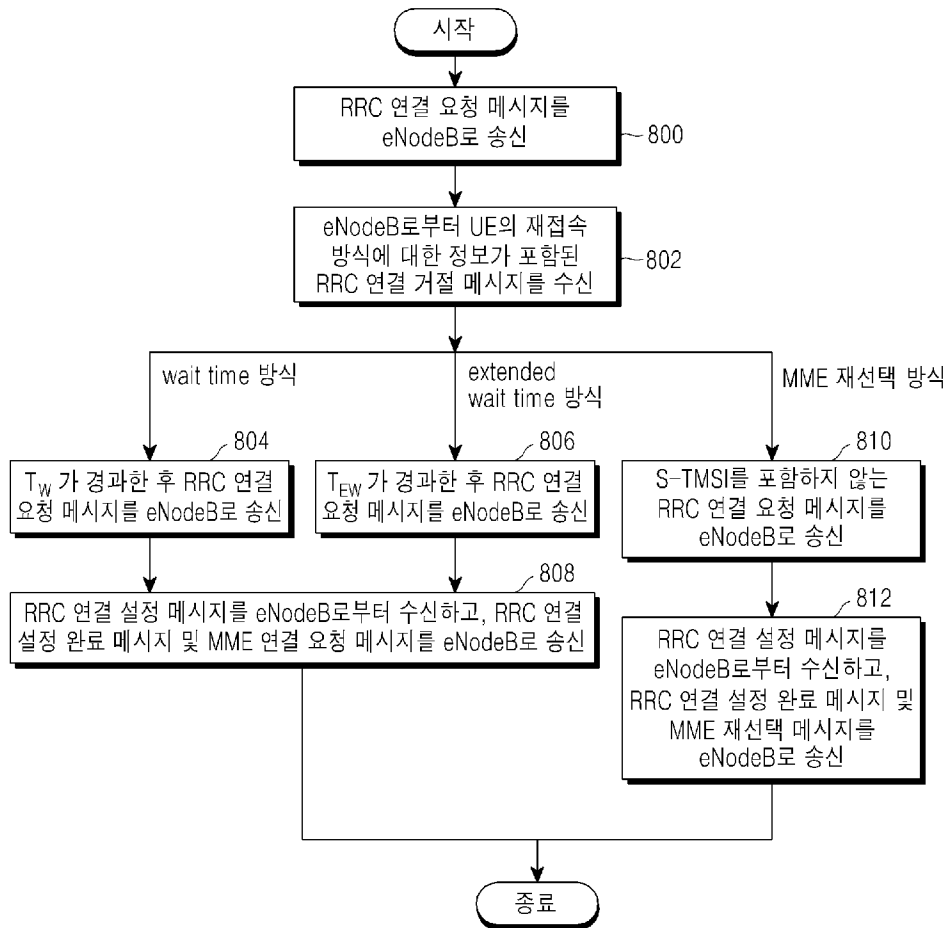 시작
RRC 연결 요청 메시지를
eNodeB로 송신
800
eNodeB로부터 UE의 재접속
방식에 대한 정보가 포함된
RRC 연결 거절 메시지를 수신
802
wait time 방식
extended
wait time 방식
MME 재선택 방식
804
TW 가 경과한 후 RRC 연결
요청 메시지를 eNodeB로 송신
806
TEW 가 경과한 후 RRC 연결
요청 메시지를 eNodeB로 송신
810
S-TMSI를 포함하지 않는
RRC 연결 요청 메시지를
eNodeB로 송신
808
RRC 연결 설정 메시지를 eNodeB로부터 수신하고, RRC 연결
설정 완료 메시지 및 MME 연결 요청 메시지를 eNodeB로 송신
812
RRC 연결 설정 메시지를
eNodeB로부터 수신하고,
RRC 연결 설정 완료 메시지 및
MME 재선택 메시지를
eNodeB로 송신
종료